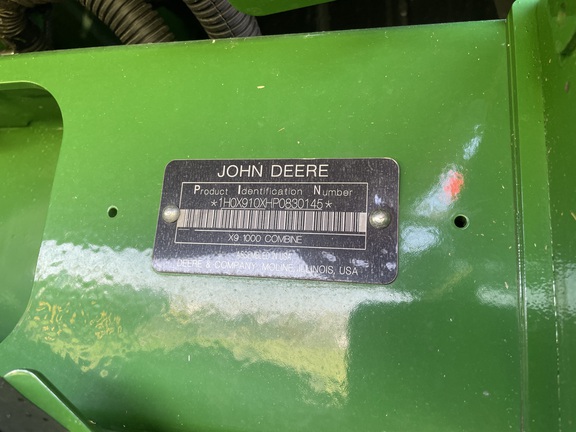 JOHN DEERE
Product Identification Number
*1H0X910XHP0830145*
X9 1000 COMBINE
DEERE & COMPANY MOLINE, ILLINOIS, USA